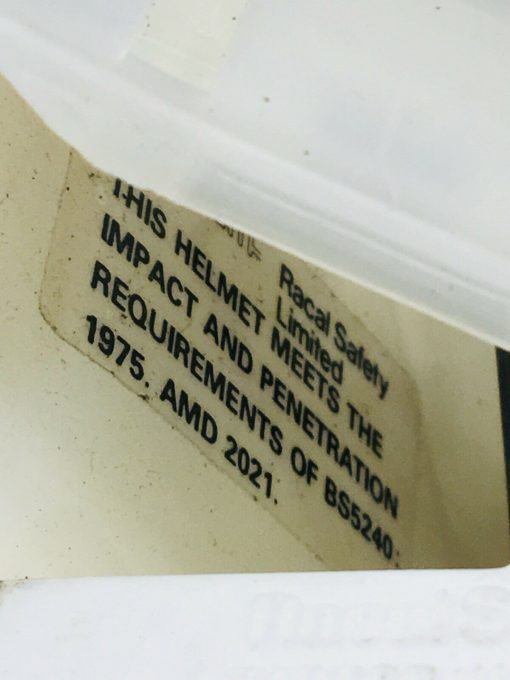 Racal Safety
Limited
THIS HELMET MEETS THE
IMPACT AND PENETRATION
REQUIREMENTS OF BS5240:
1975. AMD 2021.